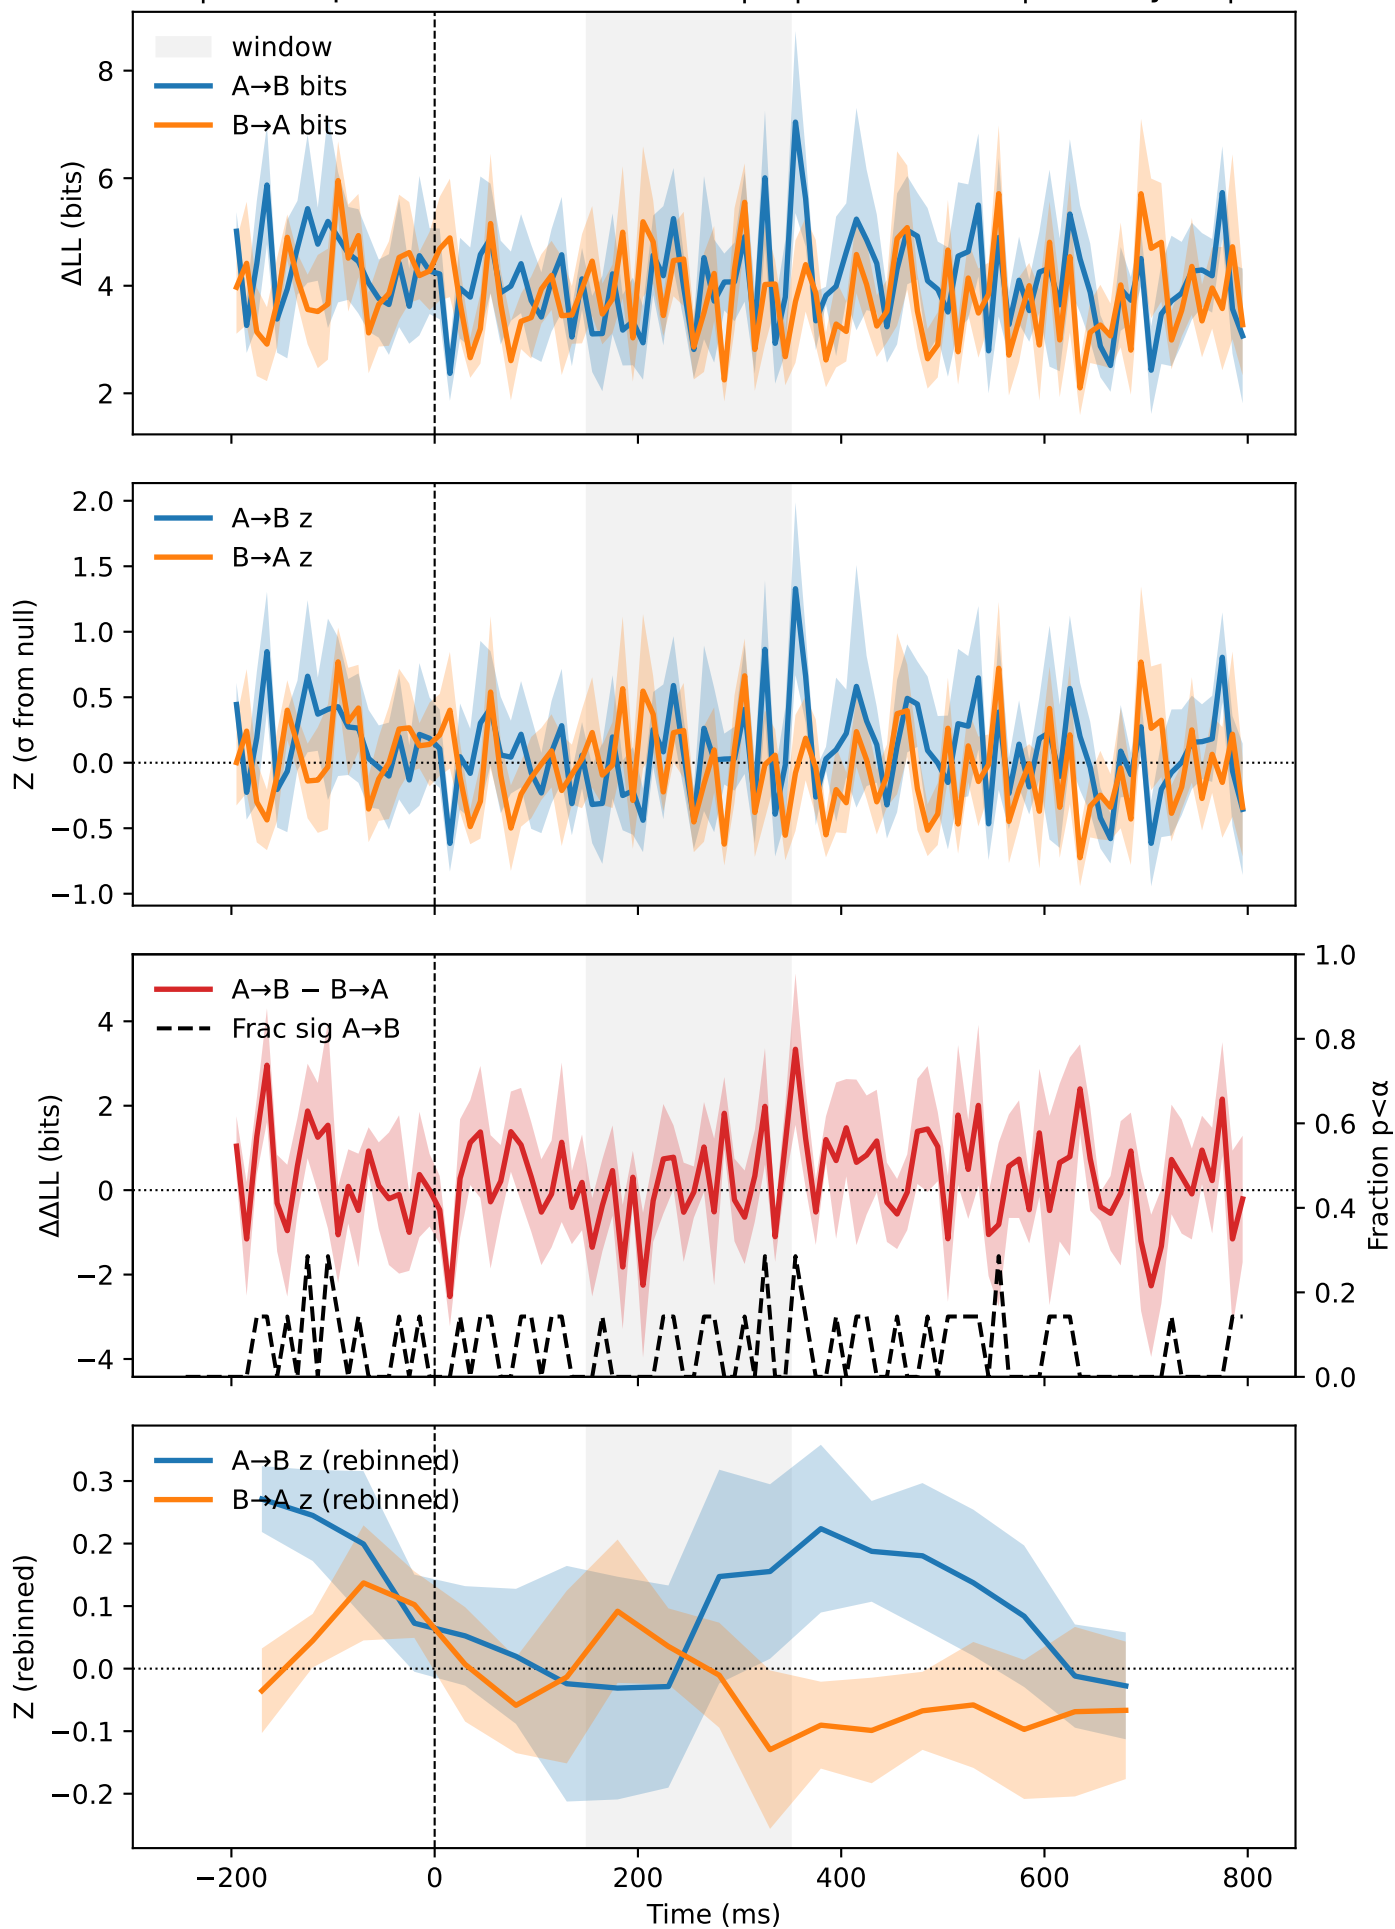 window
A→B bits
B→A bits
ΔLL (bits)
8
6
4
2
A→B z
B→A z
Z (σ from null)
2.0
1.5
1.0
0.5
0.0
−0.5
−1.0
A→B − B→A
Frac sig A→B
ΔΔLL (bits)
4
2
0
−2
−4
1.0
0.8
0.6
0.4
0.2
0.0
Fraction p<α
A→B z (rebinned)
B→A z (rebinned)
Z (rebinned)
0.3
0.2
0.1
0.0
−0.1
−0.2
−200
0
200
400
600
800
Time (ms)